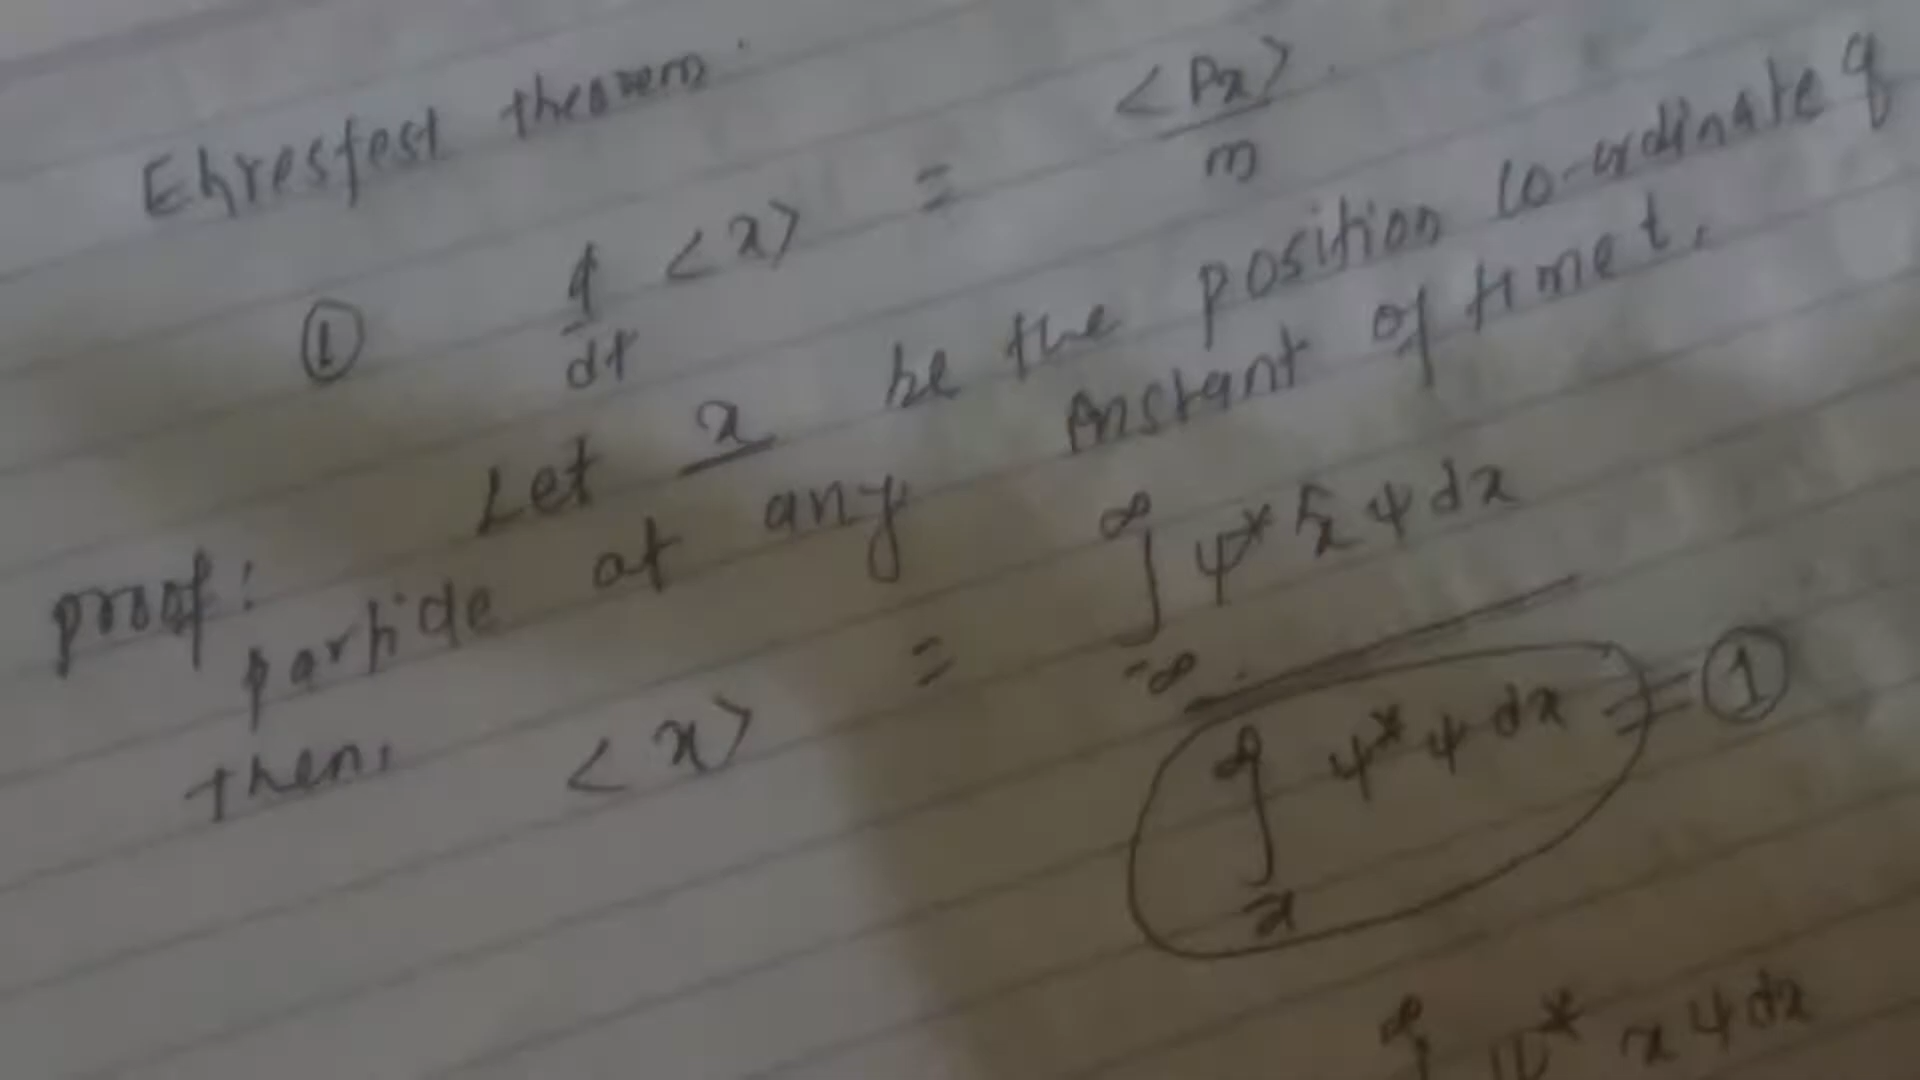 Ehresfest theorem.
① d/dt <x> = <Px>/m.
proof: Let x be the position co-ordinate of
particle at any instant of time t.
then, <x> = ∫_{-∞}^{∞} ψ* x̂ ψ dx
∫_{-∞}^{∞} ψ* ψ dx = ①
∫^{∞} ψ* x ψ dx